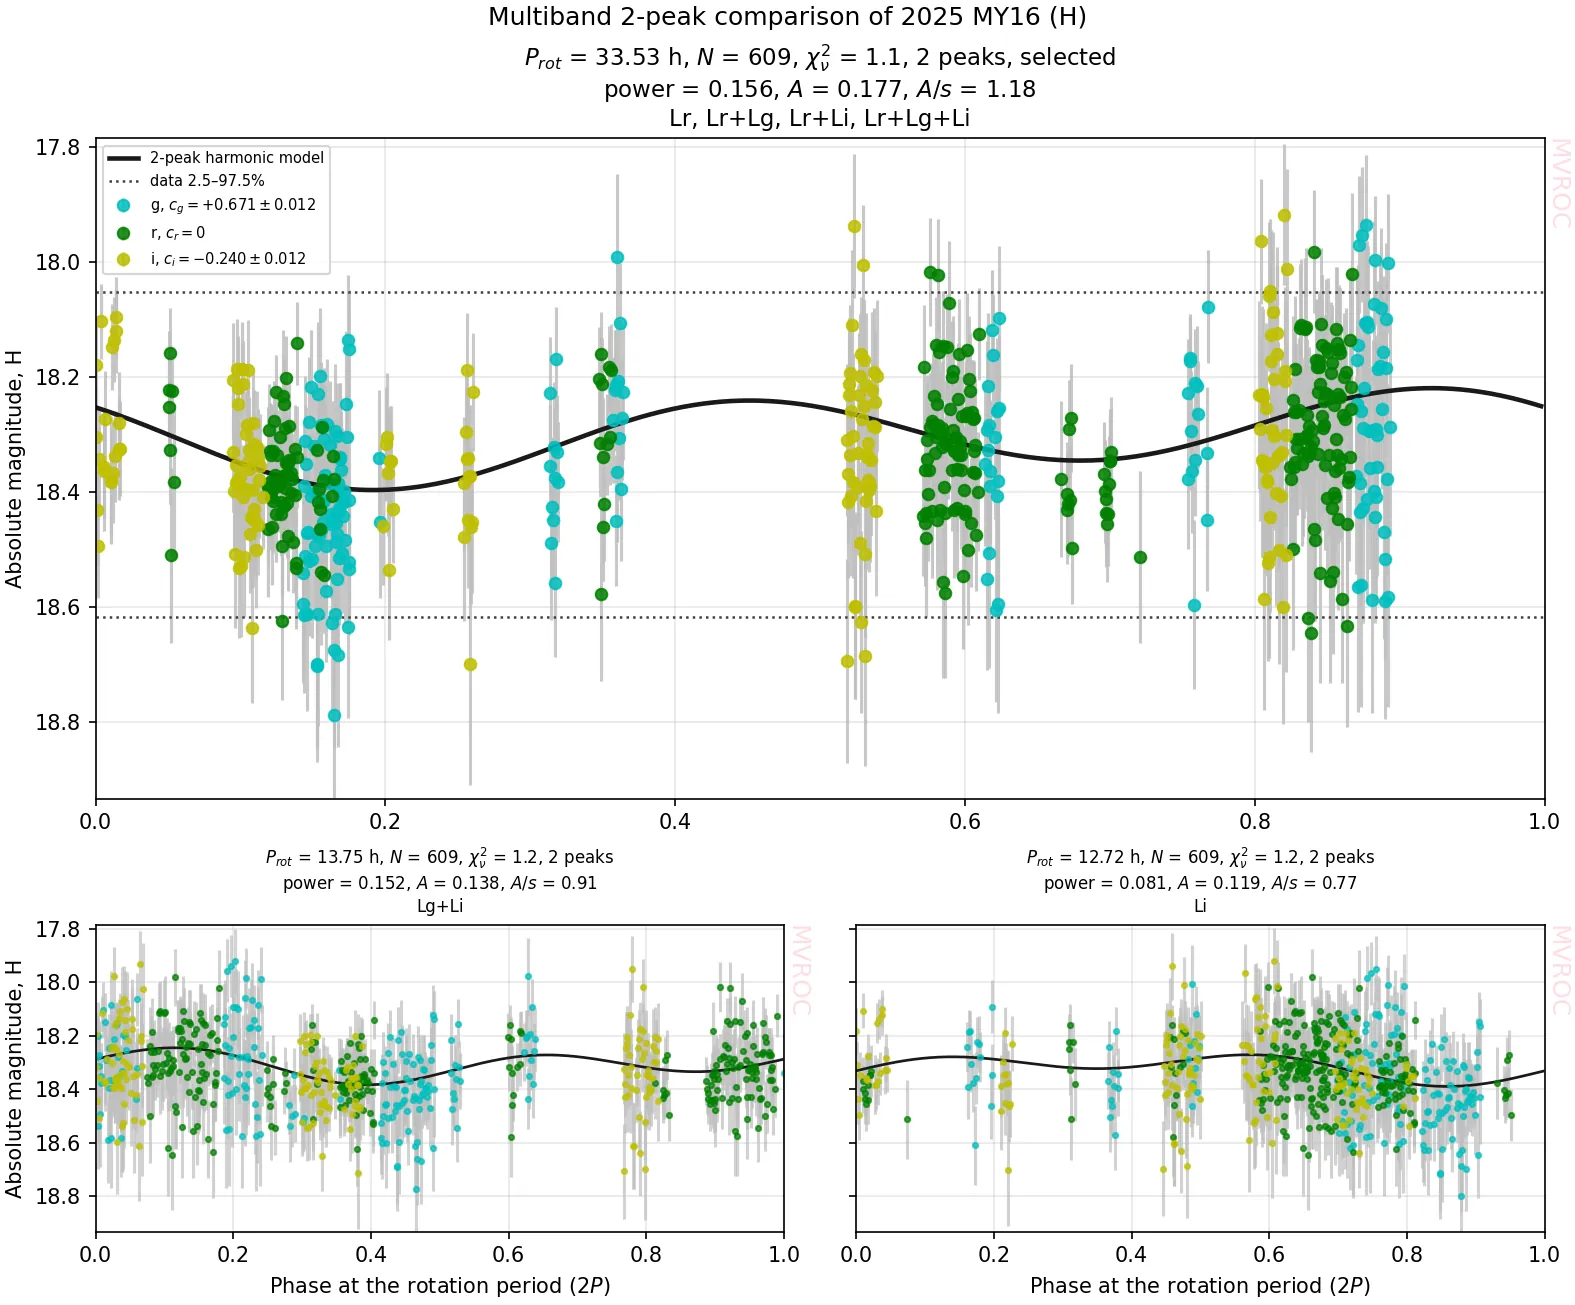 Multiband 2-peak comparison of 2025 MY16 (H)
P_rot = 33.53 h, N = 609, χ²_ν = 1.1, 2 peaks, selected
power = 0.156, A = 0.177, A/s = 1.18
Lr, Lr+Lg, Lr+Li, Lr+Lg+Li
2-peak harmonic model
data 2.5–97.5%
g, c_g = +0.671 ± 0.012
r, c_r = 0
i, c_i = −0.240 ± 0.012
MVROC
Absolute magnitude, H
17.8
18.0
18.2
18.4
18.6
18.8
0.0 0.2 0.4 0.6 0.8 1.0
P_rot = 13.75 h, N = 609, χ²_ν = 1.2, 2 peaks
power = 0.152, A = 0.138, A/s = 0.91
Lg+Li
MVROC
Absolute magnitude, H
17.8
18.0
18.2
18.4
18.6
18.8
0.0 0.2 0.4 0.6 0.8 1.0
Phase at the rotation period (2P)
P_rot = 12.72 h, N = 609, χ²_ν = 1.2, 2 peaks
power = 0.081, A = 0.119, A/s = 0.77
Li
MVROC
0.0 0.2 0.4 0.6 0.8 1.0
Phase at the rotation period (2P)